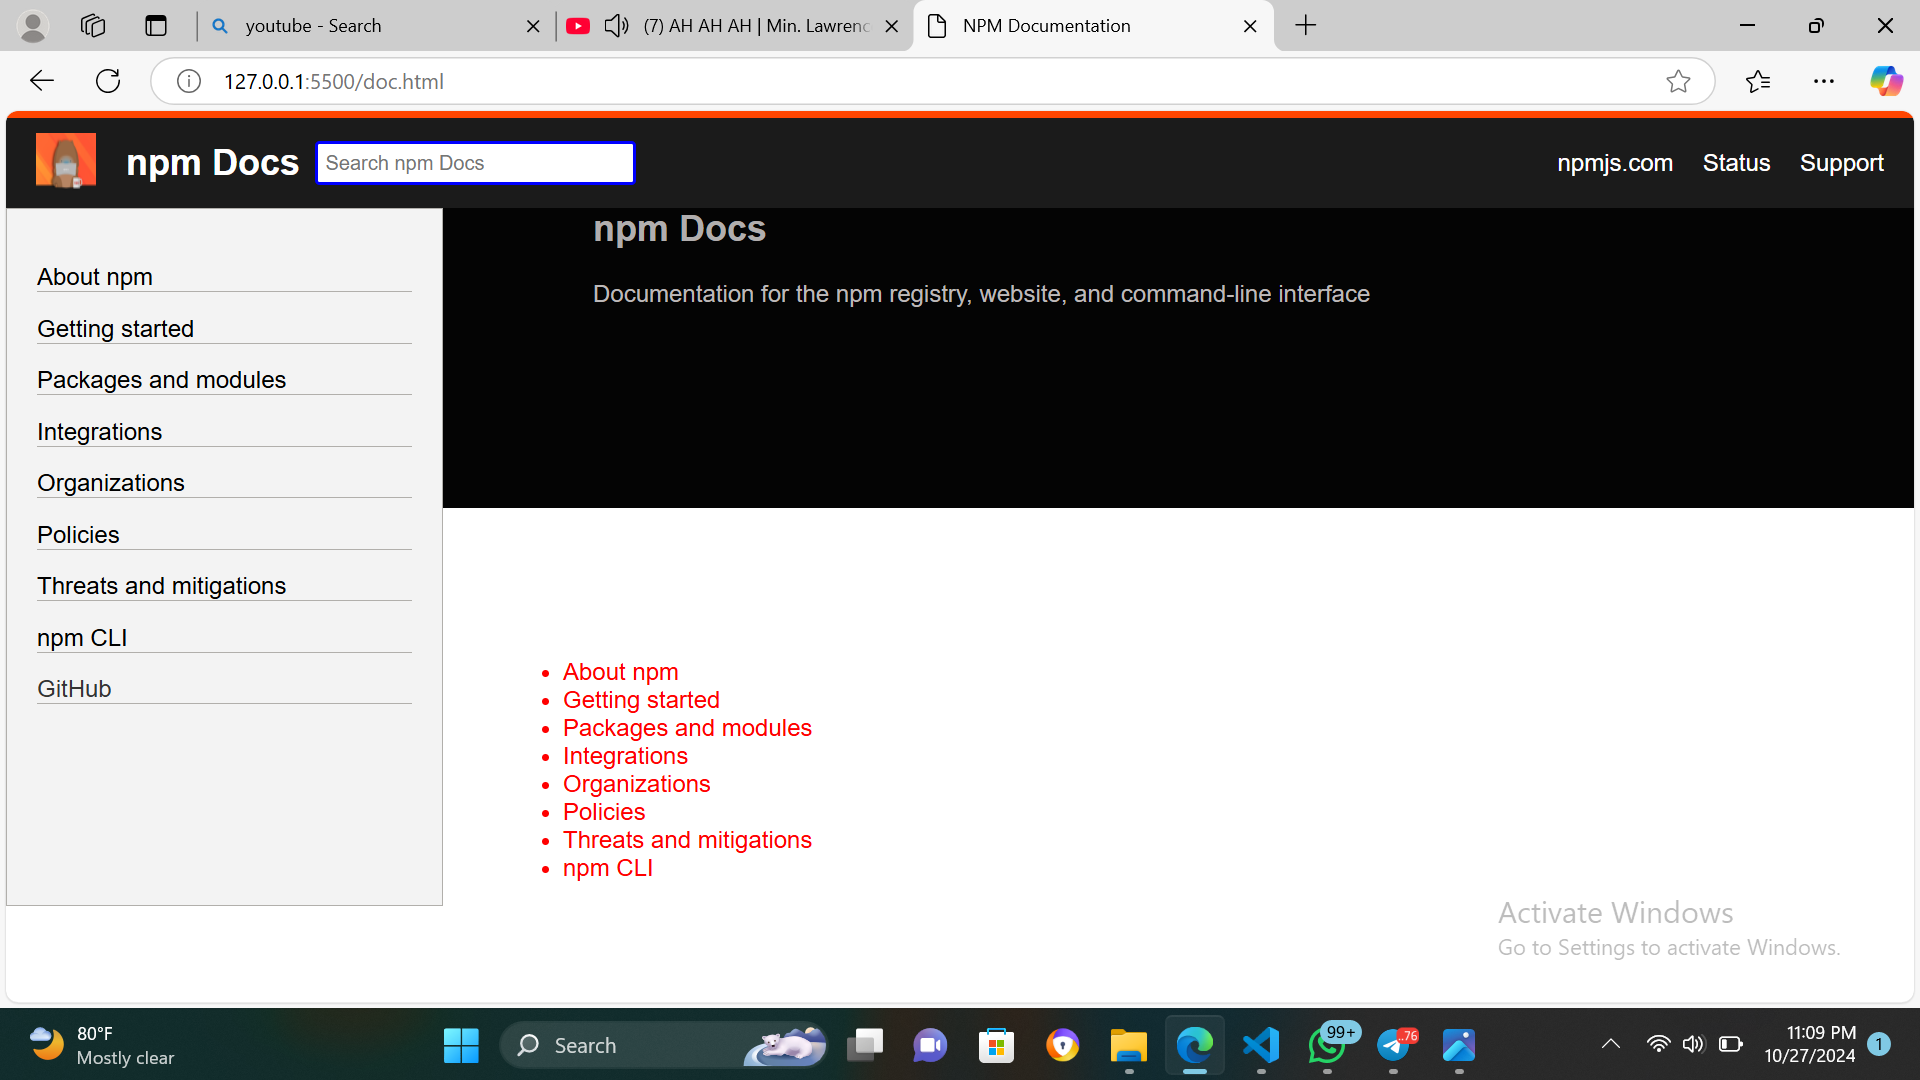 youtube - Search
(7) AH AH AH | Min. Lawrenc
NPM Documentation
127.0.0.1:5500/doc.html
npm Docs
Search npm Docs
npmjs.com
Status
Support
About npm
Getting started
Packages and modules
Integrations
Organizations
Policies
Threats and mitigations
npm CLI
GitHub
npm Docs
Documentation for the npm registry, website, and command-line interface
• About npm
• Getting started
• Packages and modules
• Integrations
• Organizations
• Policies
• Threats and mitigations
• npm CLI
Activate Windows
Go to Settings to activate Windows.
80°F
Mostly clear
Search
99+
..76
11:09 PM
10/27/2024
1